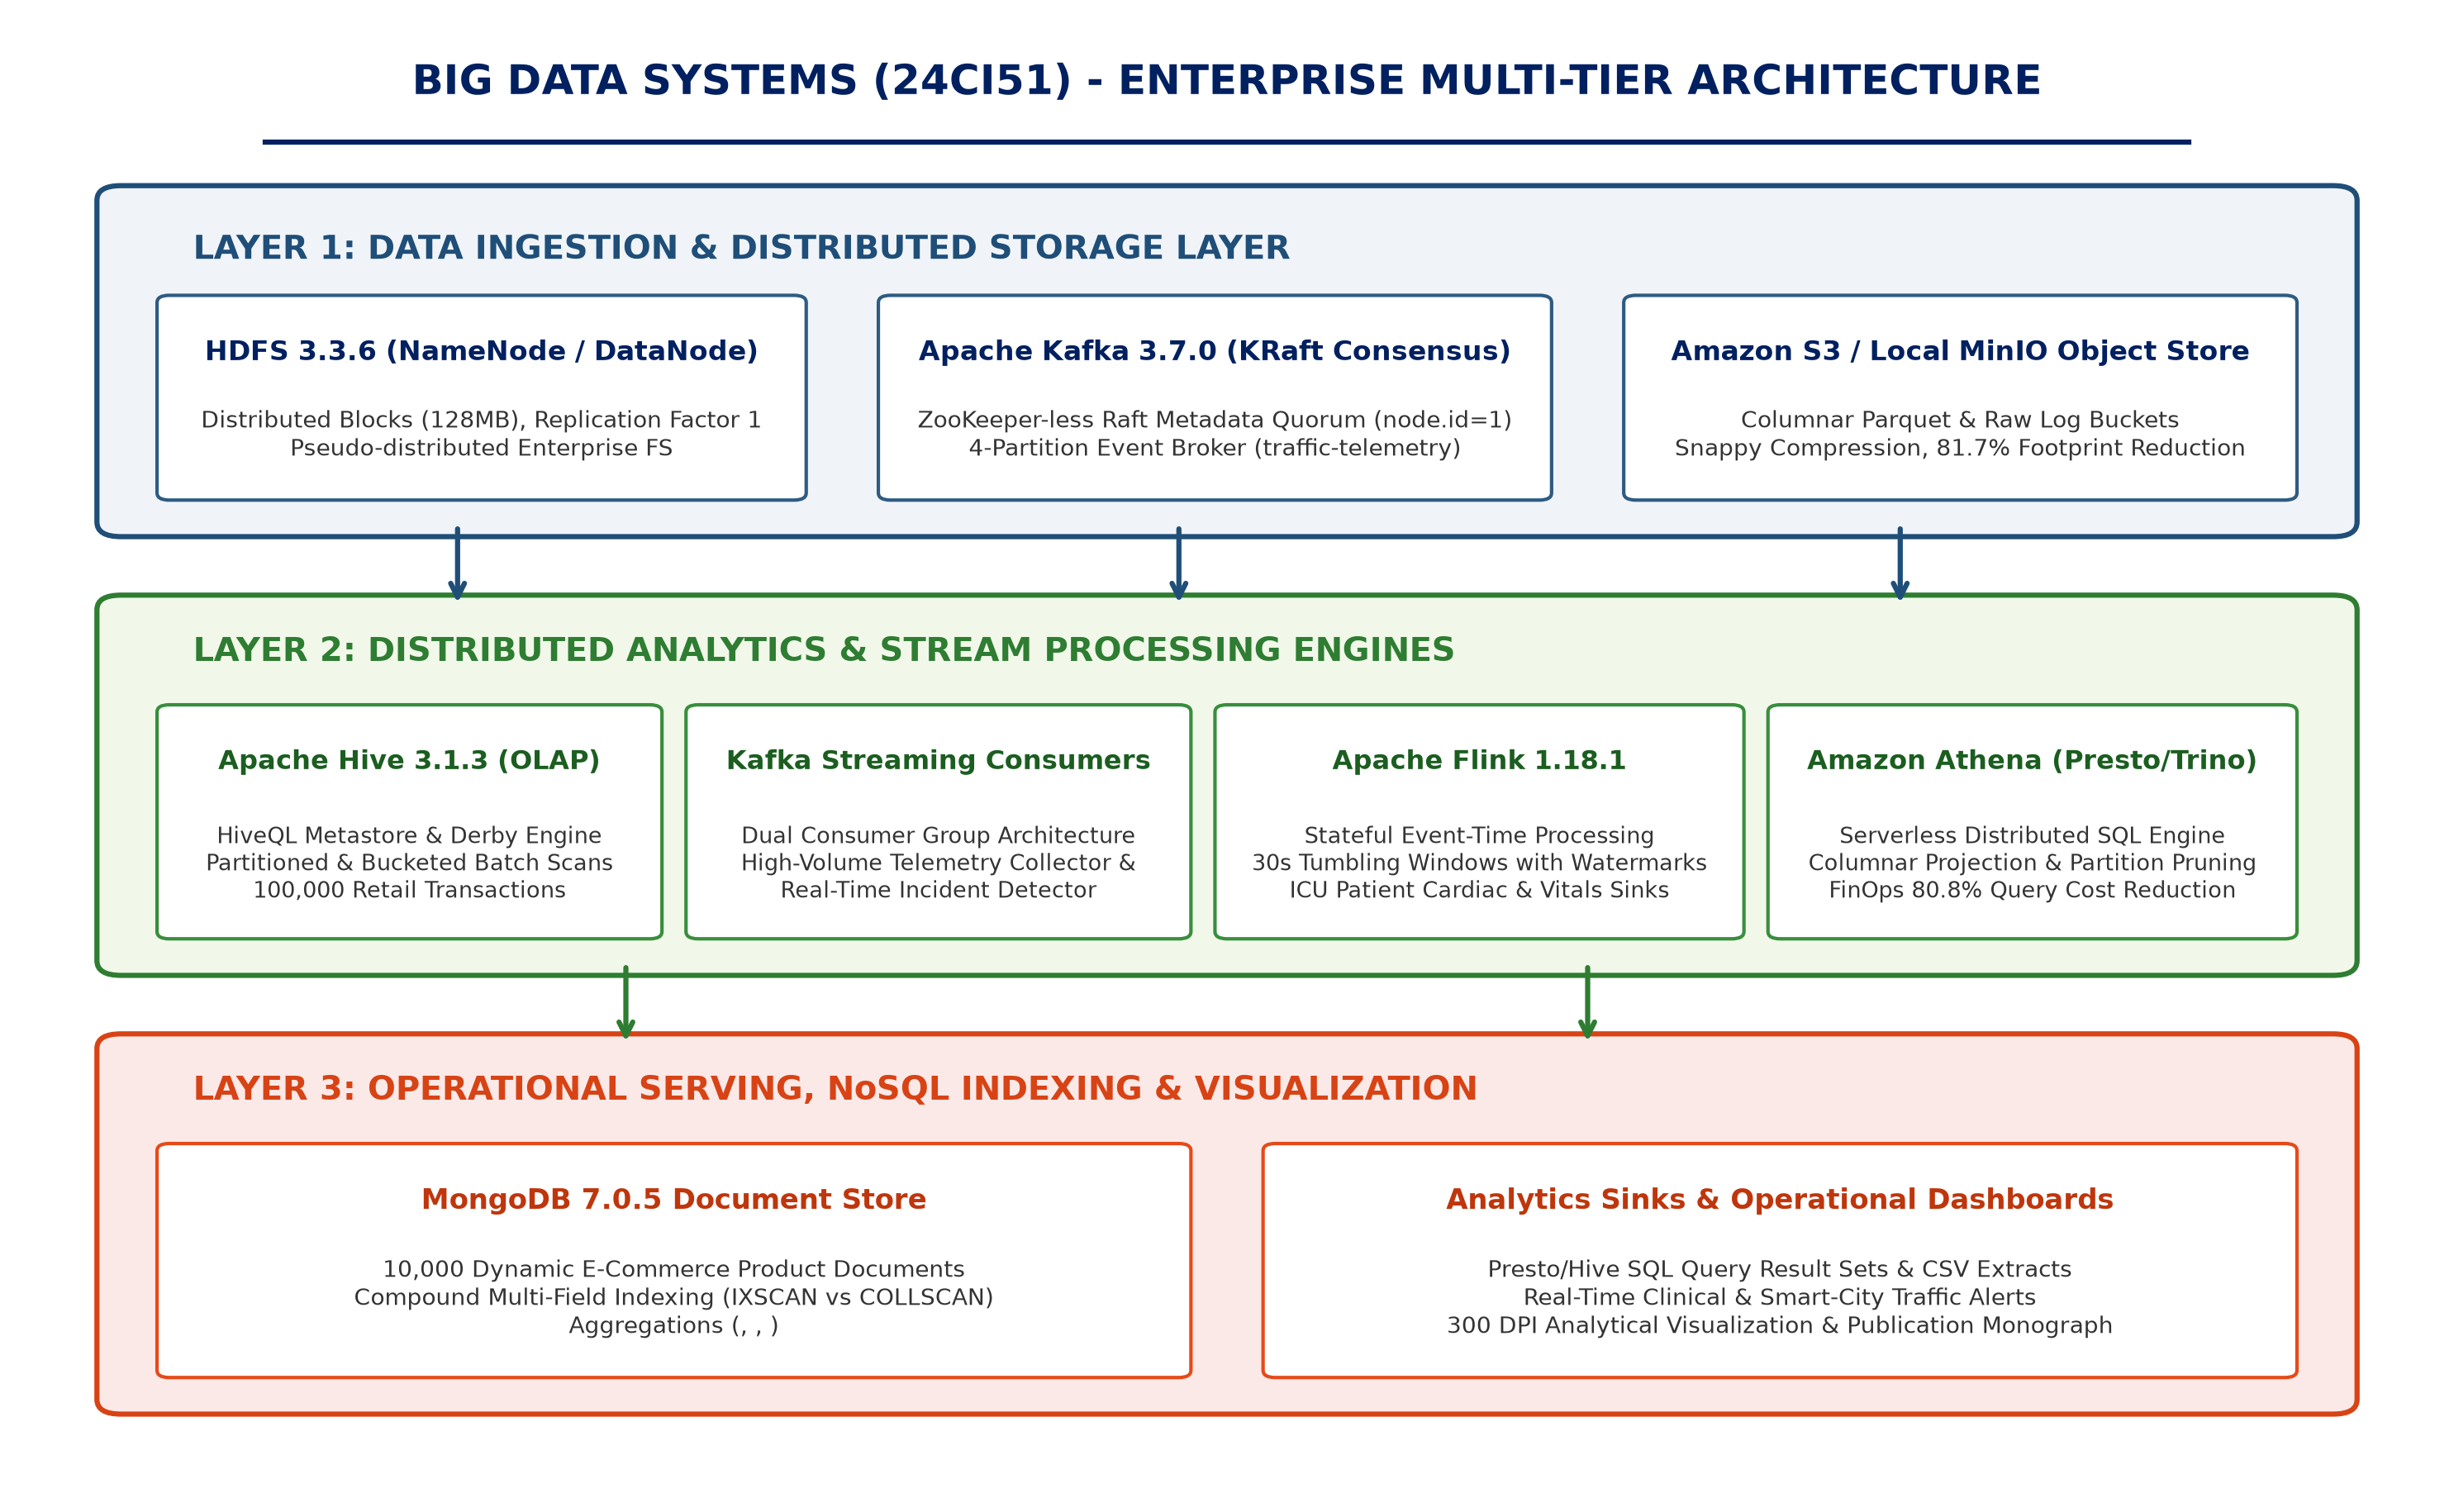 BIG DATA SYSTEMS (24CI51) - ENTERPRISE MULTI-TIER ARCHITECTURE
LAYER 1: DATA INGESTION & DISTRIBUTED STORAGE LAYER
HDFS 3.3.6 (NameNode / DataNode)
Distributed Blocks (128MB), Replication Factor 1
Pseudo-distributed Enterprise FS
Apache Kafka 3.7.0 (KRaft Consensus)
ZooKeeper-less Raft Metadata Quorum (node.id=1)
4-Partition Event Broker (traffic-telemetry)
Amazon S3 / Local MinIO Object Store
Columnar Parquet & Raw Log Buckets
Snappy Compression, 81.7% Footprint Reduction
LAYER 2: DISTRIBUTED ANALYTICS & STREAM PROCESSING ENGINES
Apache Hive 3.1.3 (OLAP)
HiveQL Metastore & Derby Engine
Partitioned & Bucketed Batch Scans
100,000 Retail Transactions
Kafka Streaming Consumers
Dual Consumer Group Architecture
High-Volume Telemetry Collector &
Real-Time Incident Detector
Apache Flink 1.18.1
Stateful Event-Time Processing
30s Tumbling Windows with Watermarks
ICU Patient Cardiac & Vitals Sinks
Amazon Athena (Presto/Trino)
Serverless Distributed SQL Engine
Columnar Projection & Partition Pruning
FinOps 80.8% Query Cost Reduction
LAYER 3: OPERATIONAL SERVING, NoSQL INDEXING & VISUALIZATION
MongoDB 7.0.5 Document Store
10,000 Dynamic E-Commerce Product Documents
Compound Multi-Field Indexing (IXSCAN vs COLLSCAN)
Aggregations (, , )
Analytics Sinks & Operational Dashboards
Presto/Hive SQL Query Result Sets & CSV Extracts
Real-Time Clinical & Smart-City Traffic Alerts
300 DPI Analytical Visualization & Publication Monograph